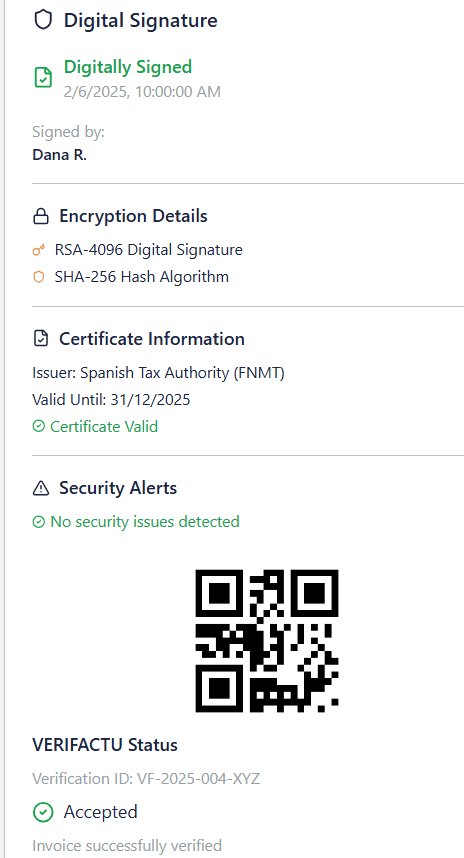 Digital Signature
Digitally Signed
2/6/2025, 10:00:00 AM
Signed by:
Dana R.
Encryption Details
RSA-4096 Digital Signature
SHA-256 Hash Algorithm
Certificate Information
Issuer: Spanish Tax Authority (FNMT)
Valid Until: 31/12/2025
Certificate Valid
Security Alerts
No security issues detected
VERIFACTU Status
Verification ID: VF-2025-004-XYZ
Accepted
Invoice successfully verified